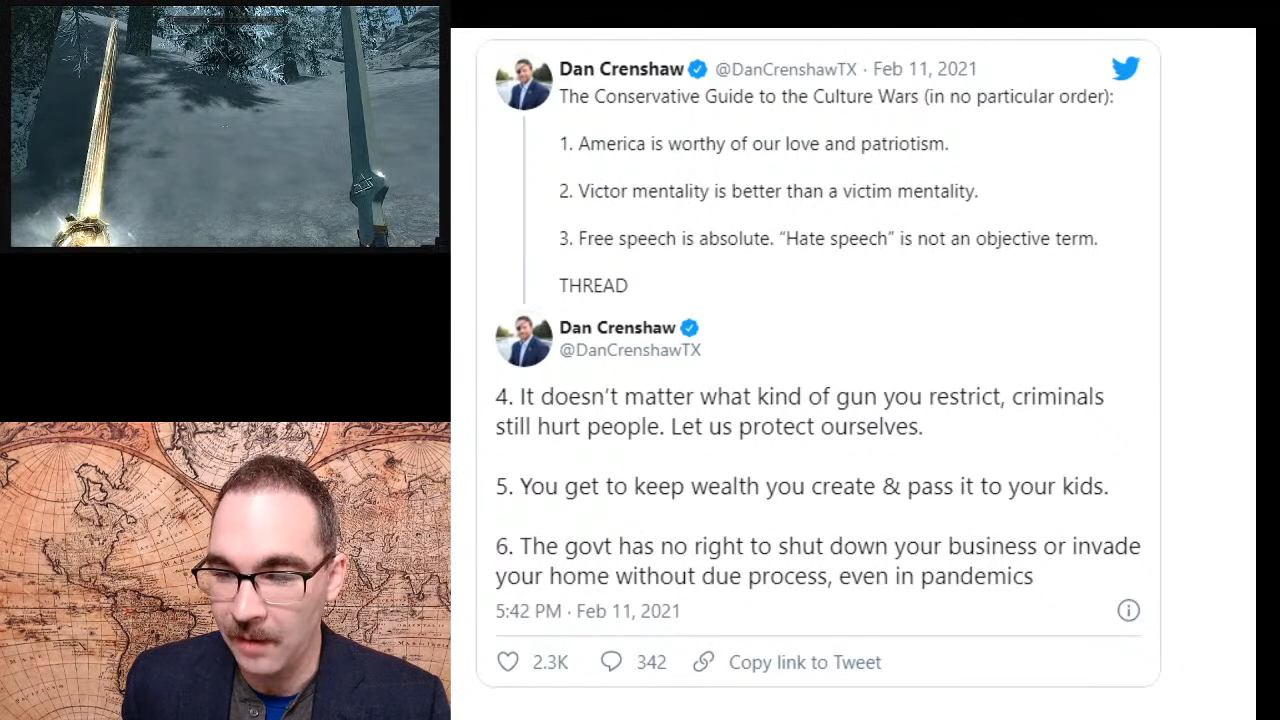 Dan Crenshaw @DanCrenshawTX · Feb 11, 2021
The Conservative Guide to the Culture Wars (in no particular order):
1. America is worthy of our love and patriotism.
2. Victor mentality is better than a victim mentality.
3. Free speech is absolute. “Hate speech” is not an objective term.
THREAD
Dan Crenshaw
@DanCrenshawTX
4. It doesn’t matter what kind of gun you restrict, criminals
still hurt people. Let us protect ourselves.
5. You get to keep wealth you create & pass it to your kids.
6. The govt has no right to shut down your business or invade
your home without due process, even in pandemics
5:42 PM · Feb 11, 2021
2.3K 342 Copy link to Tweet